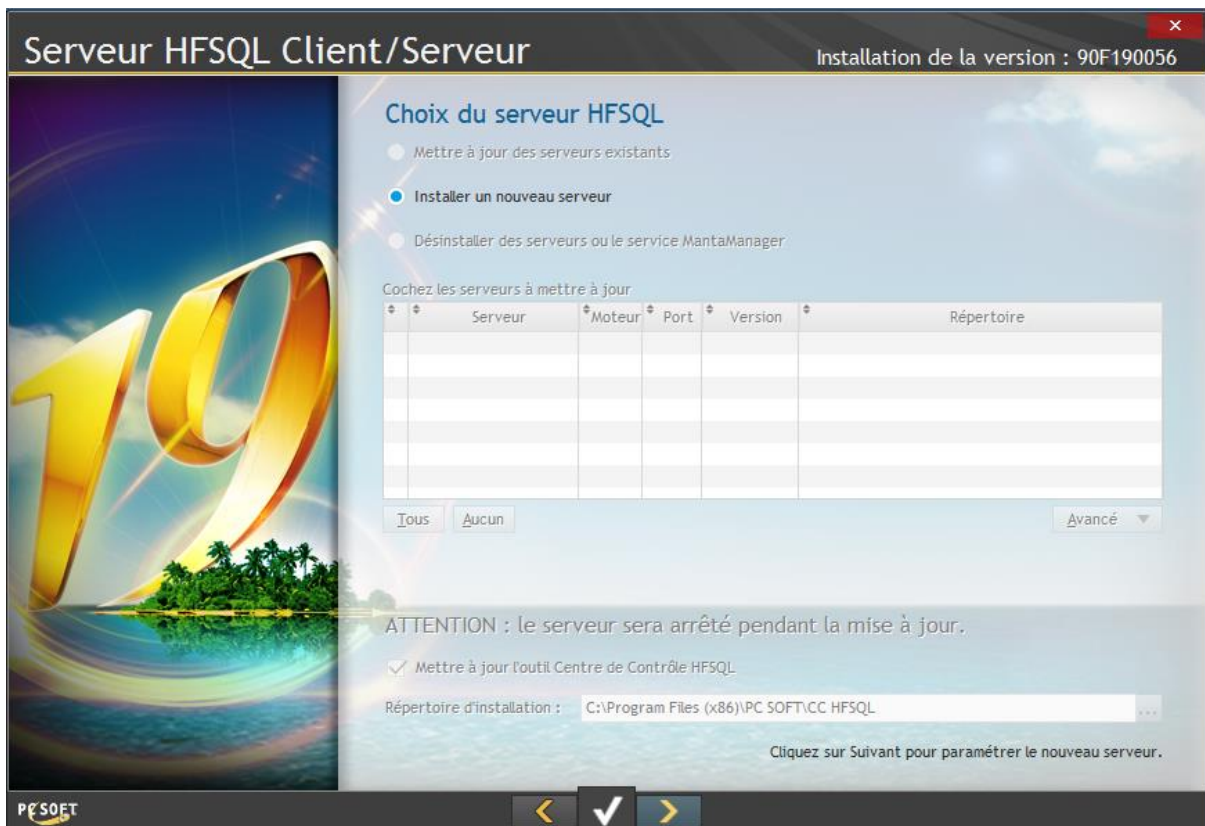 Serveur HFSQL Client/Serveur
Installation de la version : 90F190056
19
Choix du serveur HFSQL
Mettre à jour des serveurs existants
Installer un nouveau serveur
Désinstaller des serveurs ou le service MantaManager
Cochez les serveurs à mettre à jour
Serveur Moteur Port Version Répertoire
Tous Aucun Avancé
ATTENTION : le serveur sera arrêté pendant la mise à jour.
Mettre à jour l'outil Centre de Contrôle HFSQL
Répertoire d'installation : C:\Program Files (x86)\PC SOFT\CC HFSQL ...
Cliquez sur Suivant pour paramétrer le nouveau serveur.
PC SOFT